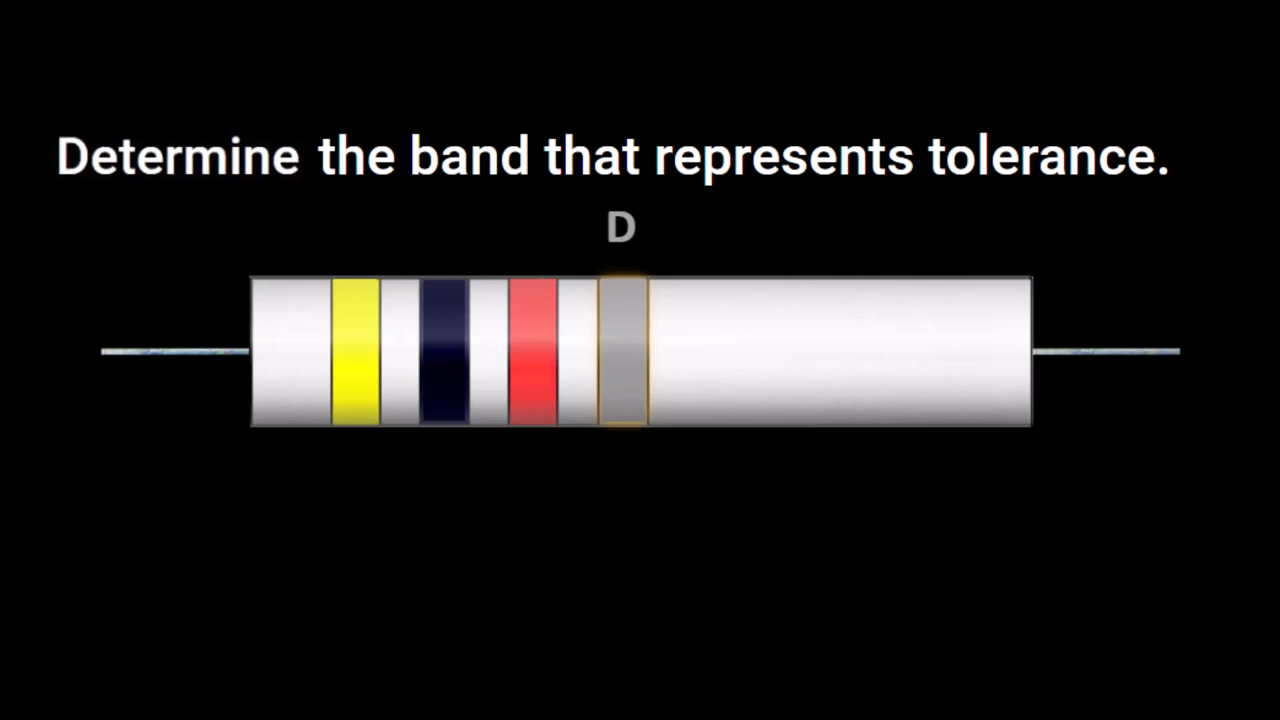 Determine the band that represents tolerance.
D